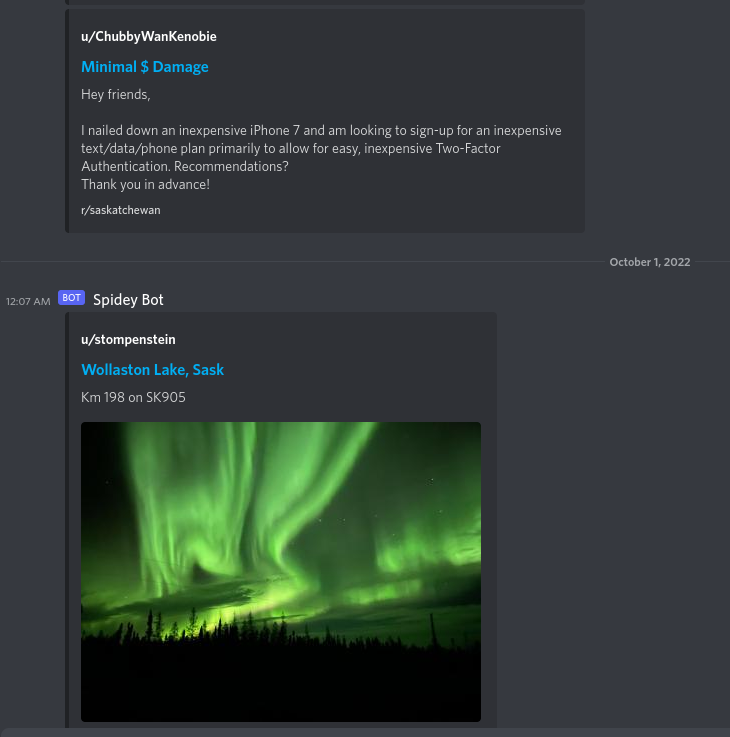 u/ChubbyWanKenobie
Minimal $ Damage
Hey friends,
I nailed down an inexpensive iPhone 7 and am looking to sign-up for an inexpensive
text/data/phone plan primarily to allow for easy, inexpensive Two-Factor
Authentication. Recommendations?
Thank you in advance!
r/saskatchewan
October 1, 2022
12:07 AM BOT Spidey Bot
u/stompenstein
Wollaston Lake, Sask
Km 198 on SK905